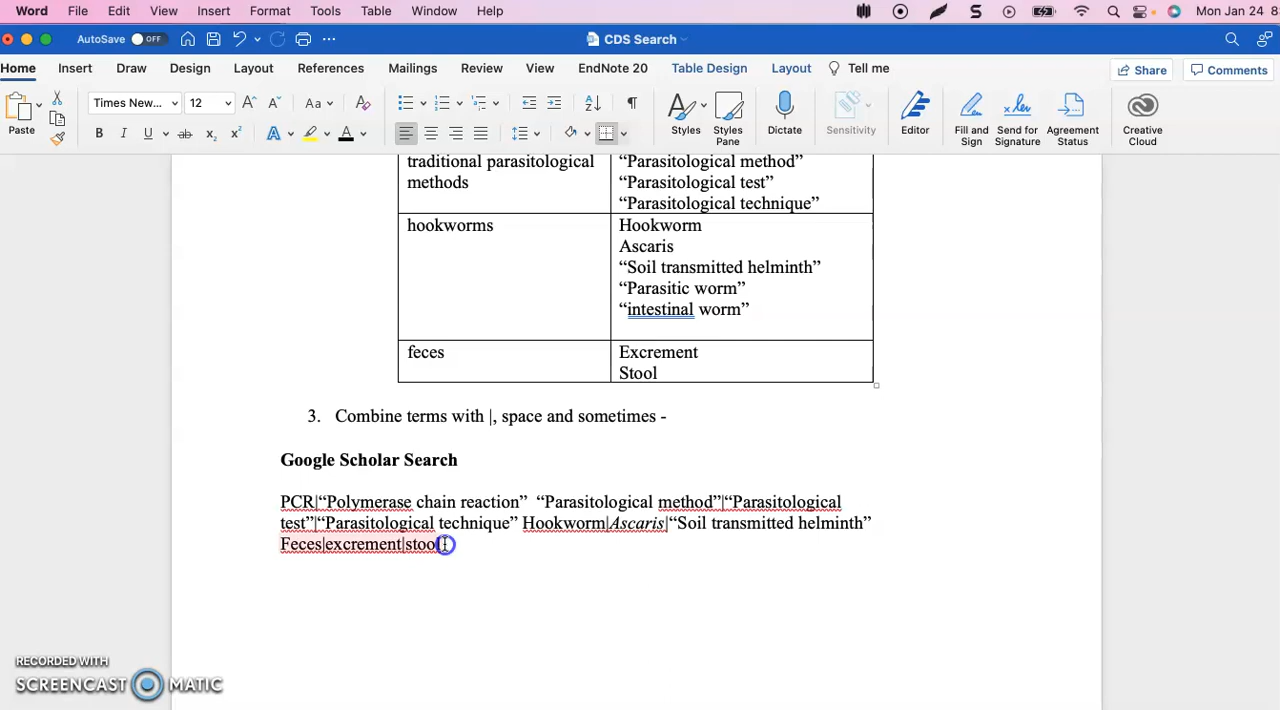 Word File Edit View Insert Format Tools Table Window Help Mon Jan 24 8
AutoSave OFF CDS Search
Home Insert Draw Design Layout References Mailings Review View EndNote 20 Table Design Layout Tell me Share Comments
Times New... 12 Aa
Paste Styles Styles Pane Dictate Sensitivity Editor Fill and Sign Send for Signature Agreement Status Creative Cloud
traditional parasitological methods
“Parasitological method”
“Parasitological test”
“Parasitological technique”
hookworms
Hookworm
Ascaris
“Soil transmitted helminth”
“Parasitic worm”
“intestinal worm”
feces
Excrement
Stool
3. Combine terms with |, space and sometimes -
Google Scholar Search
PCR|“Polymerase chain reaction” “Parasitological method”|“Parasitological
test”|“Parasitological technique” Hookworm|Ascaris|“Soil transmitted helminth”
Feces|excrement|stool
RECORDED WITH
SCREENCAST MATIC